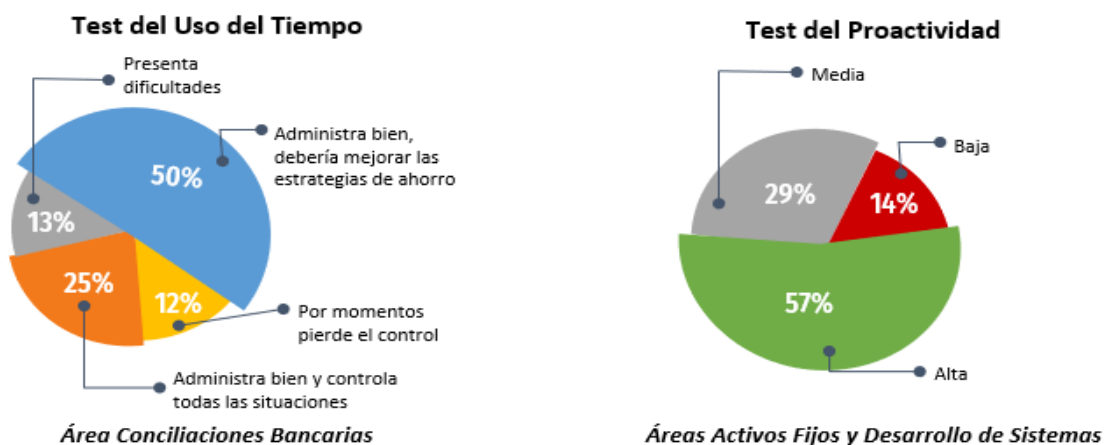 Test del Uso del Tiempo
Presenta
dificultades
Administra bien,
debería mejorar las
estrategias de ahorro
50%
13%
25%
12%
Por momentos
pierde el control
Administra bien y controla
todas las situaciones
Área Conciliaciones Bancarias
Test del Proactividad
Media
Baja
29%
14%
57%
Alta
Áreas Activos Fijos y Desarrollo de Sistemas